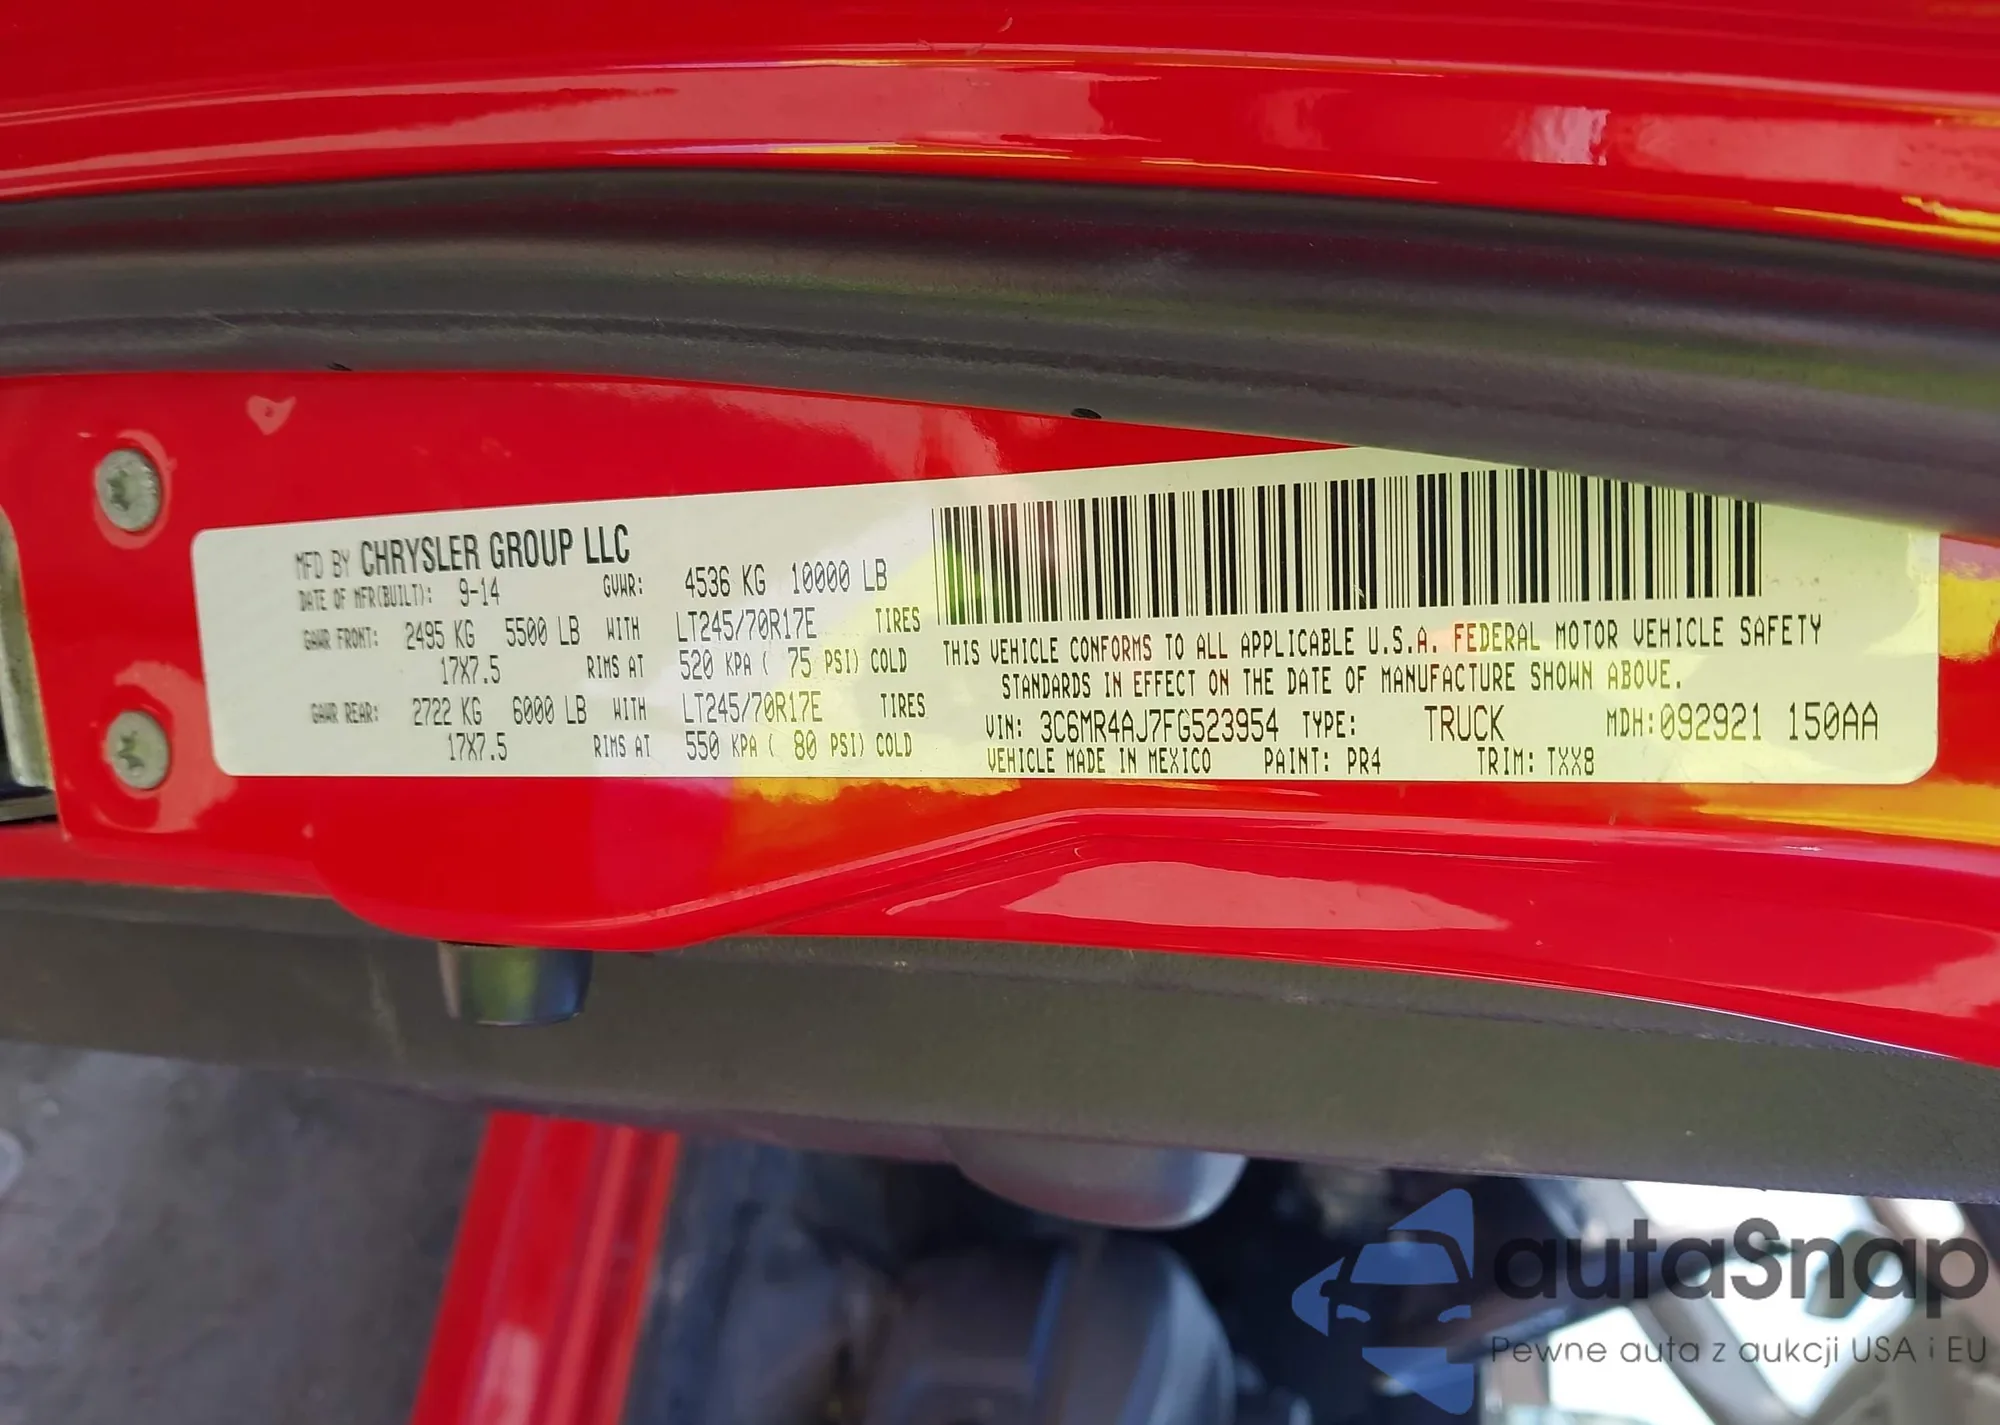 MFD BY CHRYSLER GROUP LLC
DATE OF MFR(BUILT): 9-14 GVWR: 4536 KG 10000 LB
GAWR FRONT: 2495 KG 5500 LB WITH LT245/70R17E TIRES
17X7.5 RIMS AT 520 KPA ( 75 PSI) COLD
GAWR REAR: 2722 KG 6000 LB WITH LT245/70R17E TIRES
17X7.5 RIMS AT 550 KPA ( 80 PSI) COLD
THIS VEHICLE CONFORMS TO ALL APPLICABLE U.S.A. FEDERAL MOTOR VEHICLE SAFETY
STANDARDS IN EFFECT ON THE DATE OF MANUFACTURE SHOWN ABOVE.
VIN: 3C6MR4AJ7FG523954 TYPE: TRUCK MDH:092921 150AA
VEHICLE MADE IN MEXICO PAINT: PR4 TRIM: TXX8
autaSnap
Pewne auta z aukcji USA i EU